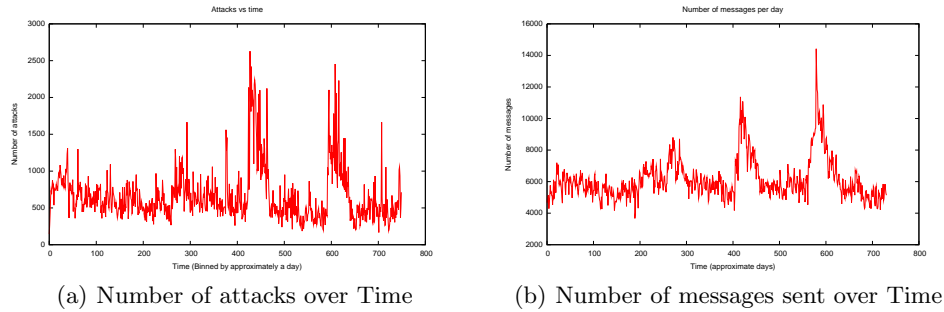 Attacks vs time
3000
2500
2000
1500
1000
500
0
Number of attacks
0 100 200 300 400 500 600 700 800
Time (Binned by approximately a day)
(a) Number of attacks over Time
Number of messages per day
16000
14000
12000
10000
8000
6000
4000
2000
Number of messages
0 100 200 300 400 500 600 700 800
Time (approximate days)
(b) Number of messages sent over Time